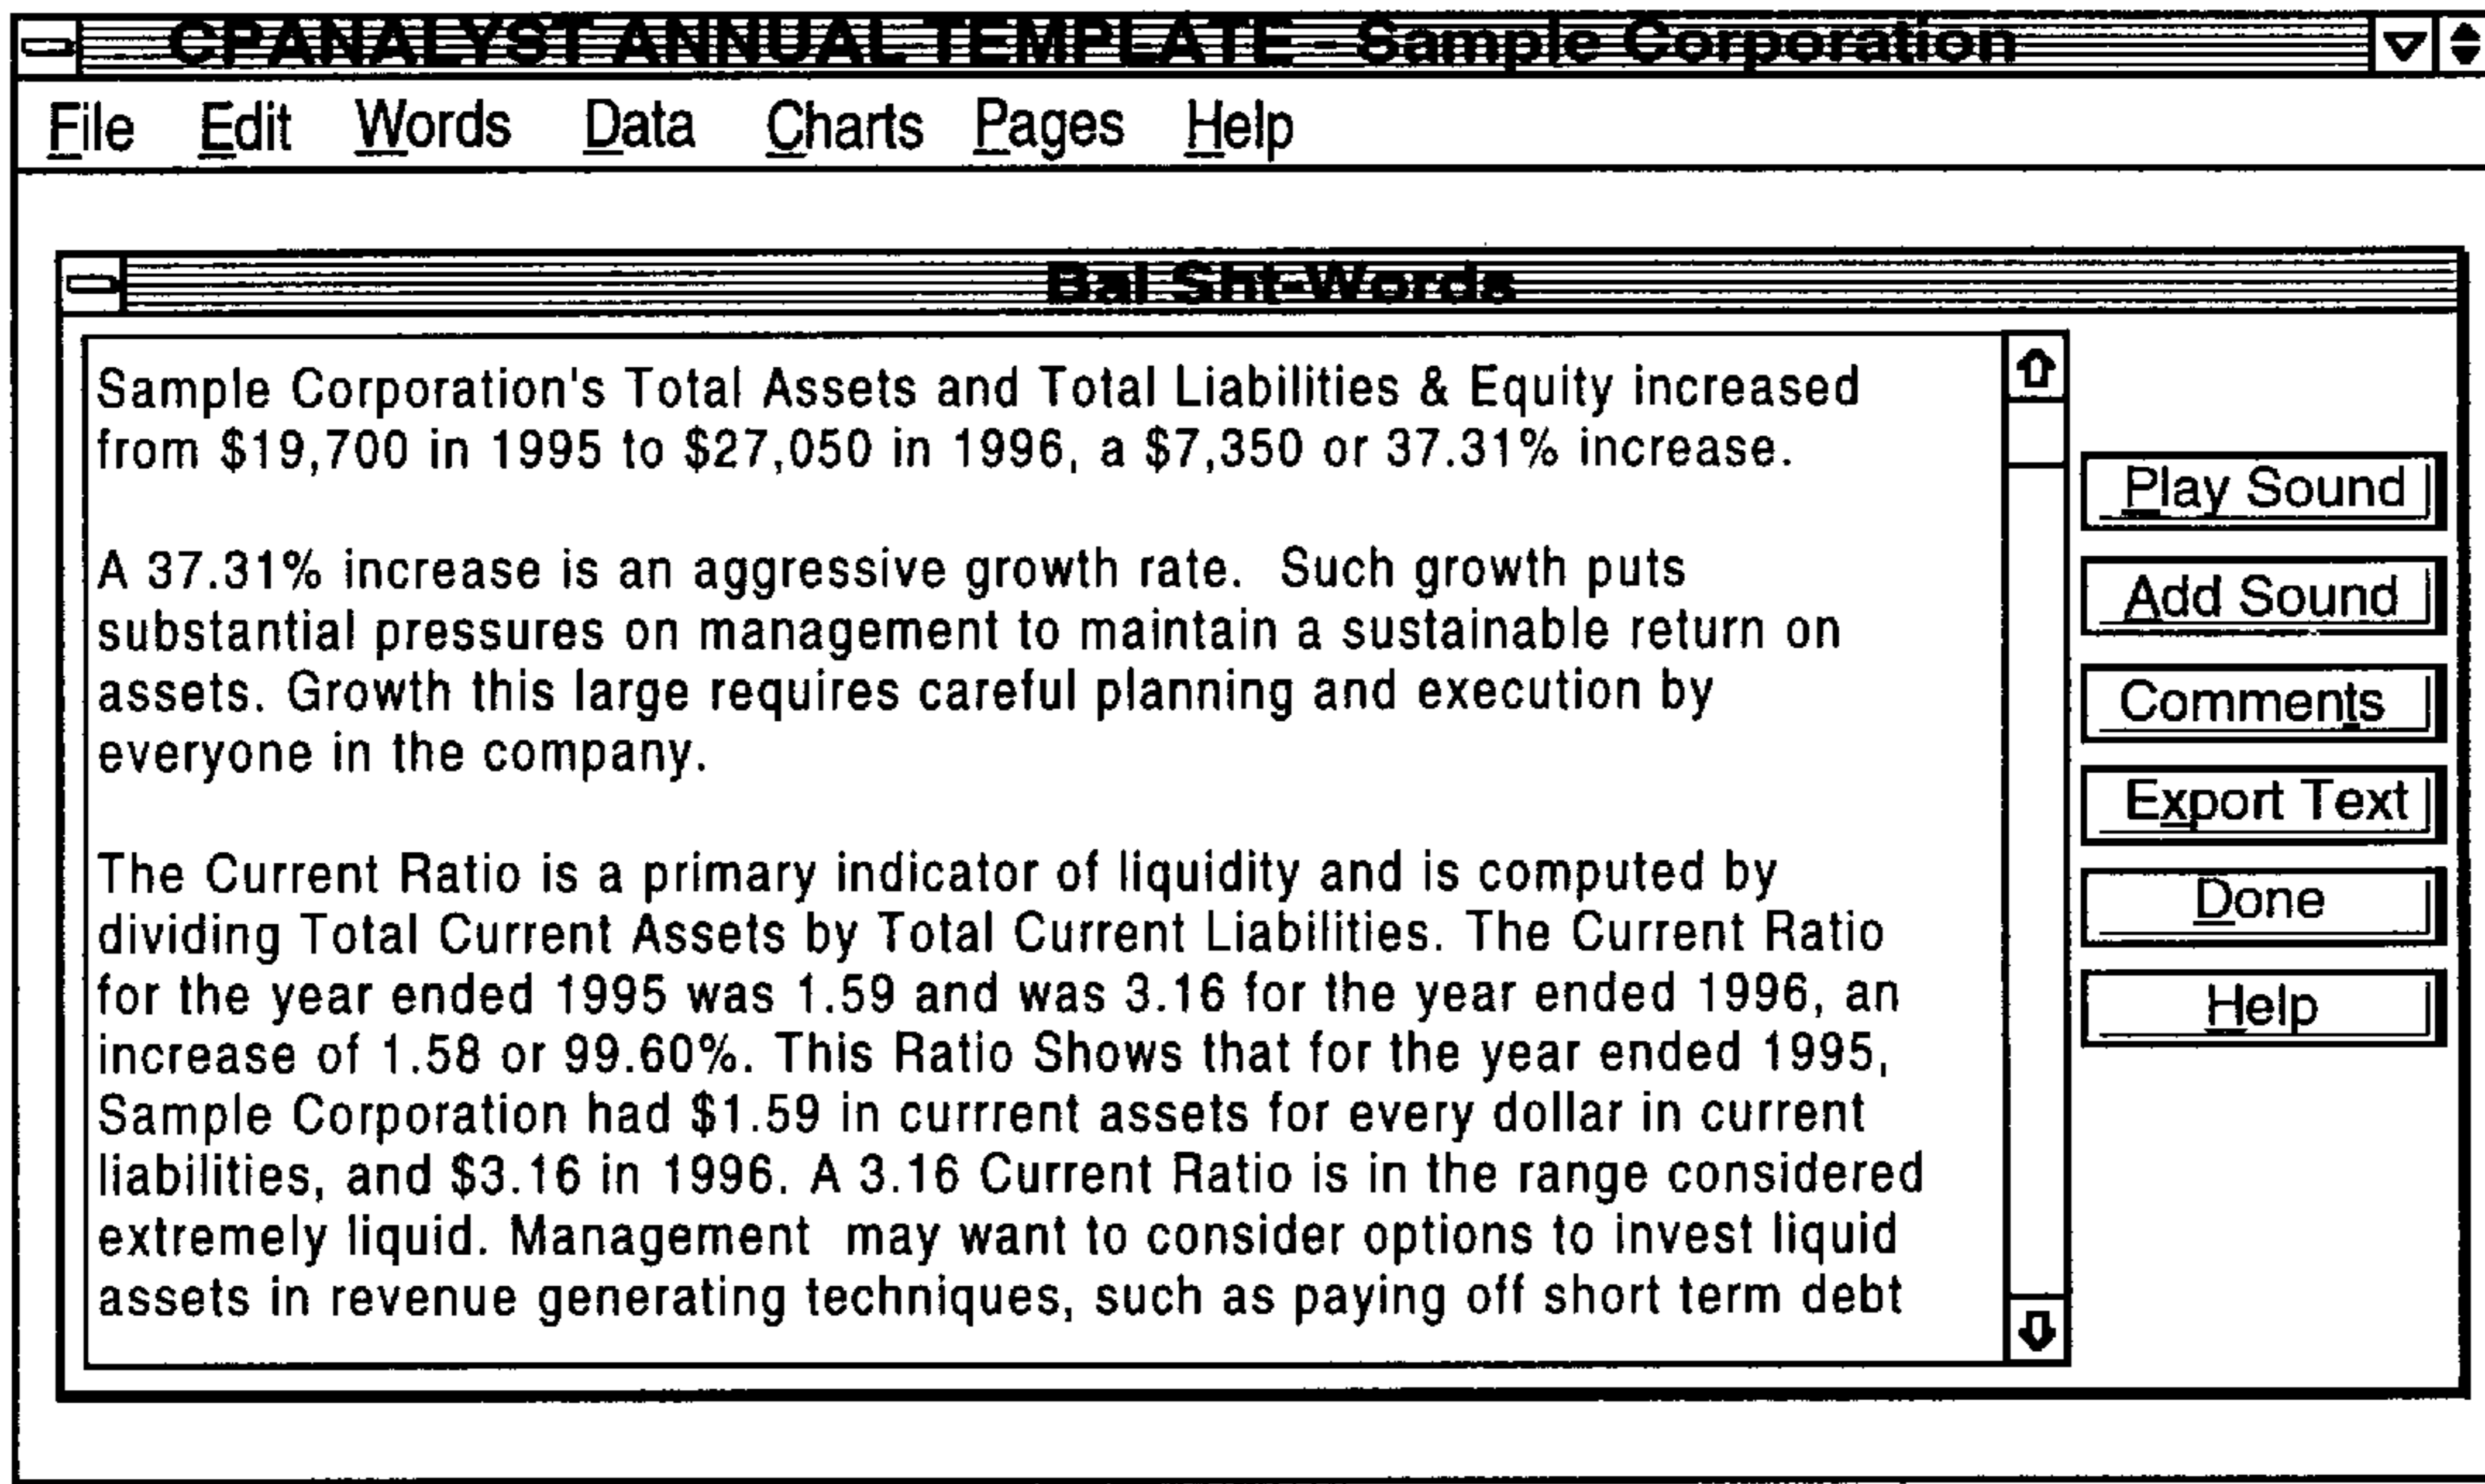 CPANALYST ANNUAL TEMPLATE - Sample Corporation
File Edit Words Data Charts Pages Help
Bal Sht-Words
Sample Corporation's Total Assets and Total Liabilities & Equity increased
from $19,700 in 1995 to $27,050 in 1996, a $7,350 or 37.31% increase.
A 37.31% increase is an aggressive growth rate.  Such growth puts
substantial pressures on management to maintain a sustainable return on
assets. Growth this large requires careful planning and execution by
everyone in the company.
The Current Ratio is a primary indicator of liquidity and is computed by
dividing Total Current Assets by Total Current Liabilities. The Current Ratio
for the year ended 1995 was 1.59 and was 3.16 for the year ended 1996, an
increase of 1.58 or 99.60%. This Ratio Shows that for the year ended 1995,
Sample Corporation had $1.59 in currrent assets for every dollar in current
liabilities, and $3.16 in 1996. A 3.16 Current Ratio is in the range considered
extremely liquid. Management  may want to consider options to invest liquid
assets in revenue generating techniques, such as paying off short term debt
Play Sound
Add Sound
Comments
Export Text
Done
Help